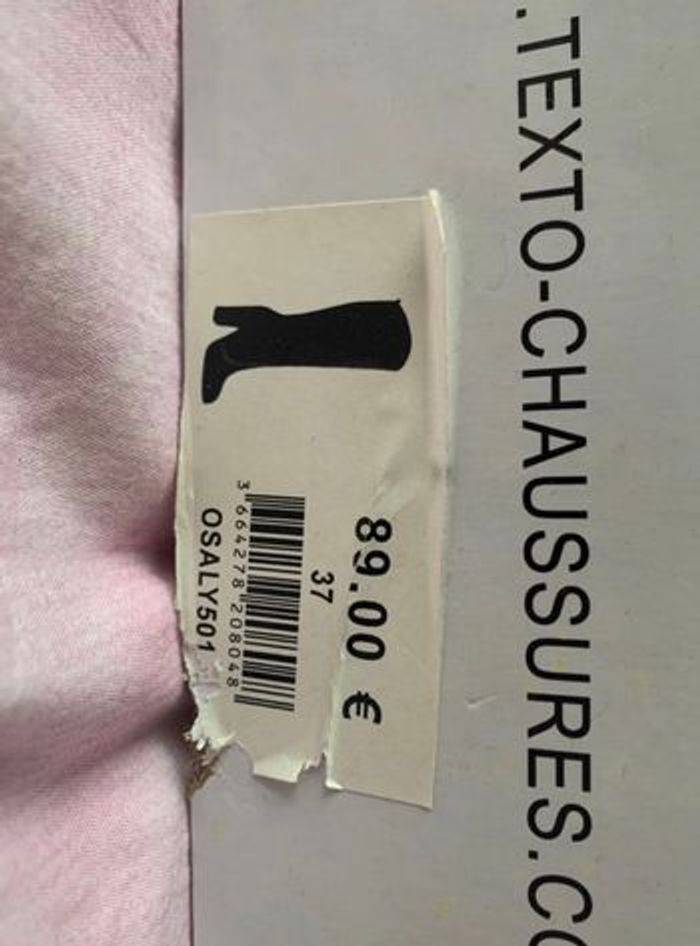 .TEXTO-CHAUSSURES.CO
89.00 €
37
3 664278 208048
OSALY501